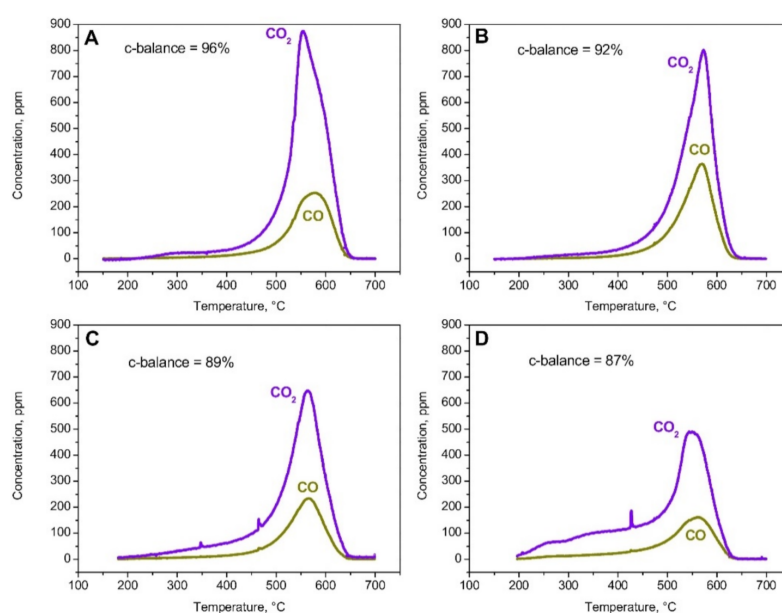 A
c-balance = 96%
CO2
CO
Concentration, ppm
900
800
700
600
500
400
300
200
100
0
100 200 300 400 500 600 700
Temperature, °C
B
c-balance = 92%
CO2
CO
Concentration, ppm
900
800
700
600
500
400
300
200
100
0
100 200 300 400 500 600 700
Temperature, °C
C
c-balance = 89%
CO2
CO
Concentration, ppm
900
800
700
600
500
400
300
200
100
0
100 200 300 400 500 600 700
Temperature, °C
D
c-balance = 87%
CO2
CO
Concentration, ppm
900
800
700
600
500
400
300
200
100
0
100 200 300 400 500 600 700
Temperature, °C